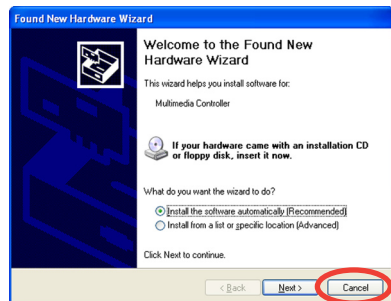 Found New Hardware Wizard
Welcome to the Found New
Hardware Wizard
This wizard helps you install software for:
Multimedia Controller
If your hardware came with an installation CD
or floppy disk, insert it now.
What do you want the wizard to do?
Install the software automatically (Recommended)
Install from a list or specific location (Advanced)
Click Next to continue.
< Back Next > Cancel